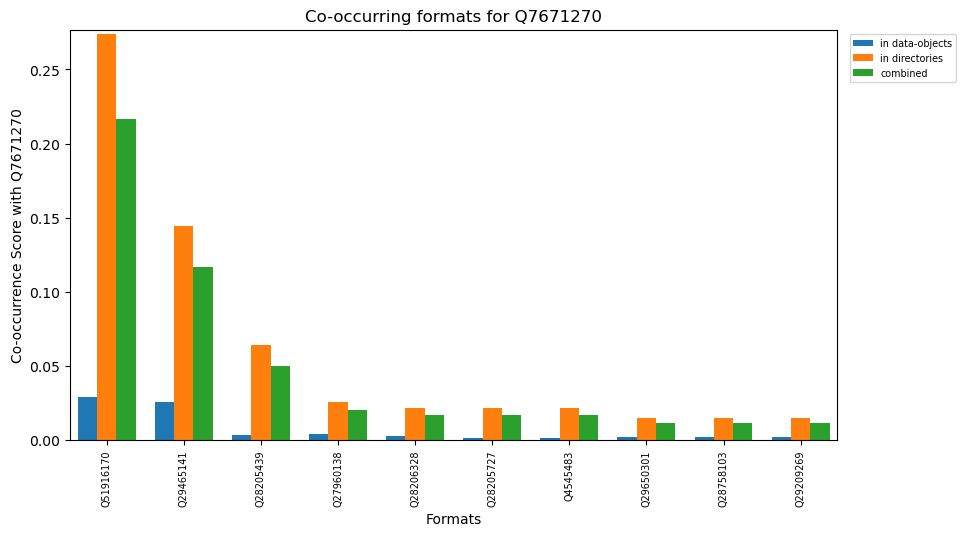 Co-occurring formats for Q7671270
in data-objects
in directories
combined
Co-occurrence Score with Q7671270
0.25
0.20
0.15
0.10
0.05
0.00
Q51916170
Q29465141
Q28205439
Q27960138
Q28206328
Q28205727
Q4545483
Q29650301
Q28758103
Q29209269
Formats